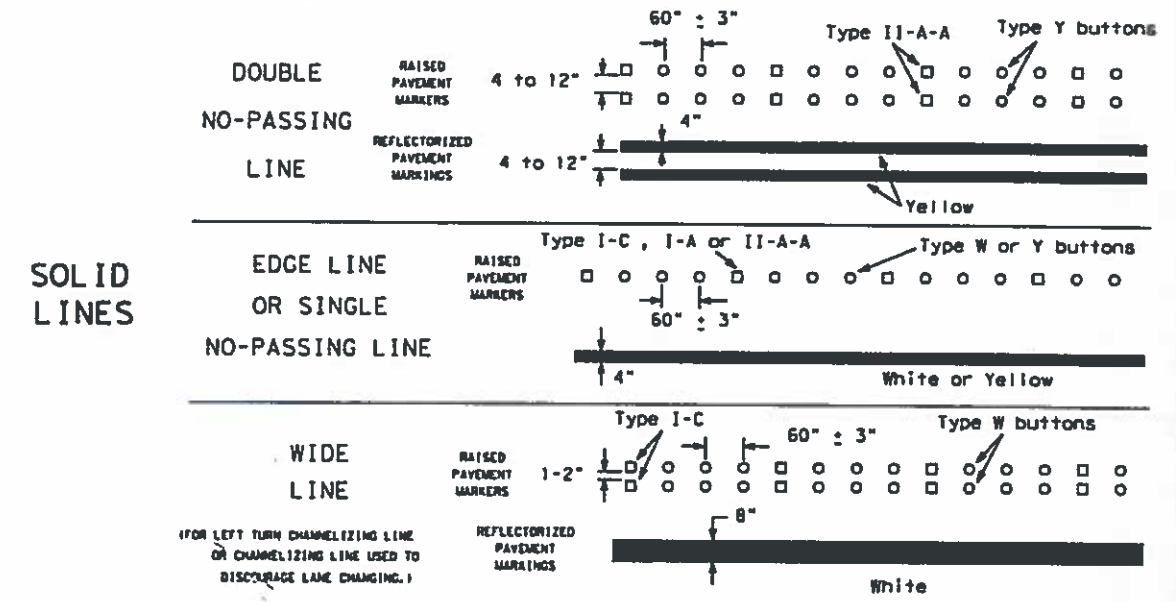 60" ± 3"
Type II-A-A
Type Y buttons
DOUBLE
NO-PASSING
LINE
RAISED
PAVEMENT
MARKERS
4 to 12"
4"
REFLECTORIZED
PAVEMENT
MARKINGS
4 to 12"
Yellow
SOLID
LINES
EDGE LINE
OR SINGLE
NO-PASSING LINE
RAISED
PAVEMENT
MARKERS
Type I-C , I-A or II-A-A
Type W or Y buttons
60" ± 3"
4"
White or Yellow
WIDE
LINE
(FOR LEFT TURN CHANNELIZING LINE
OR CHANNELIZING LINE USED TO
DISCOURAGE LANE CHANGING.)
RAISED
PAVEMENT
MARKERS
1-2"
Type I-C
60" ± 3"
Type W buttons
REFLECTORIZED
PAVEMENT
MARKINGS
8"
White